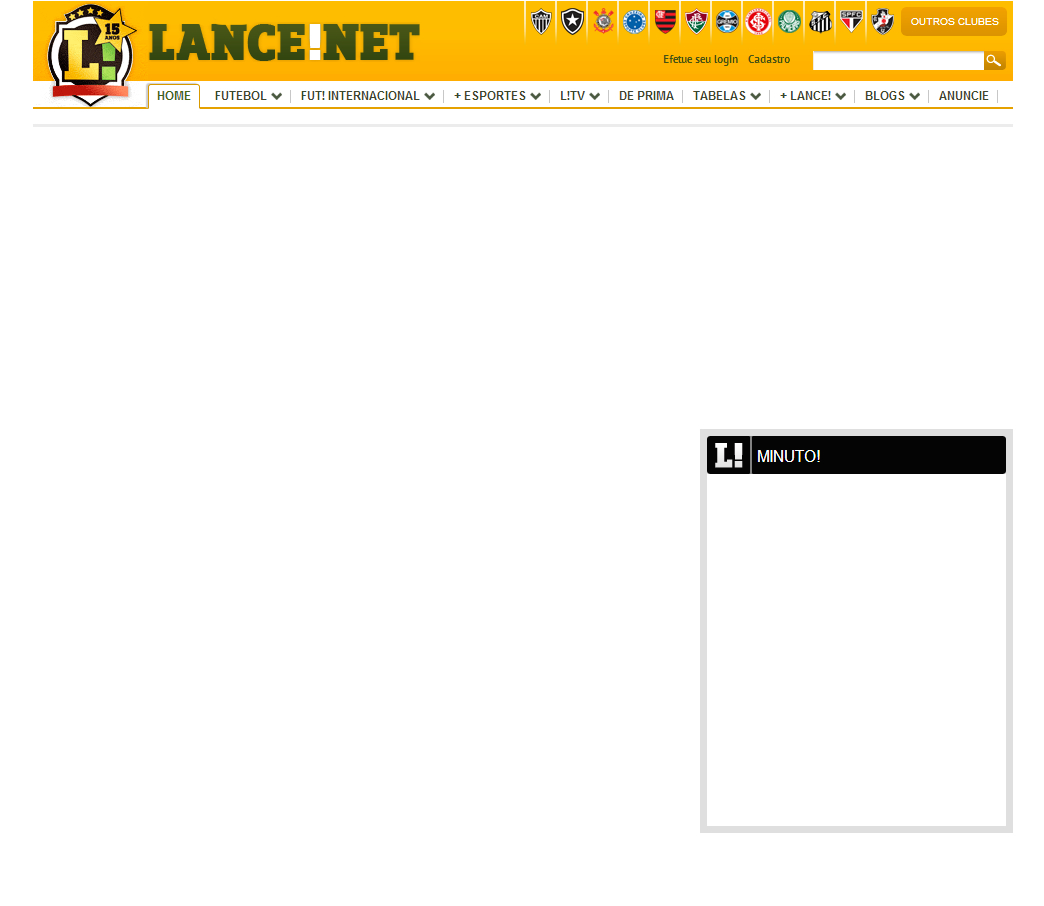 15
ANOS
L!
LANCE!NET
OUTROS CLUBES
Efetue seu login Cadastro
HOME FUTEBOL FUT! INTERNACIONAL + ESPORTES L!TV DE PRIMA TABELAS + LANCE! BLOGS ANUNCIE
L! MINUTO!